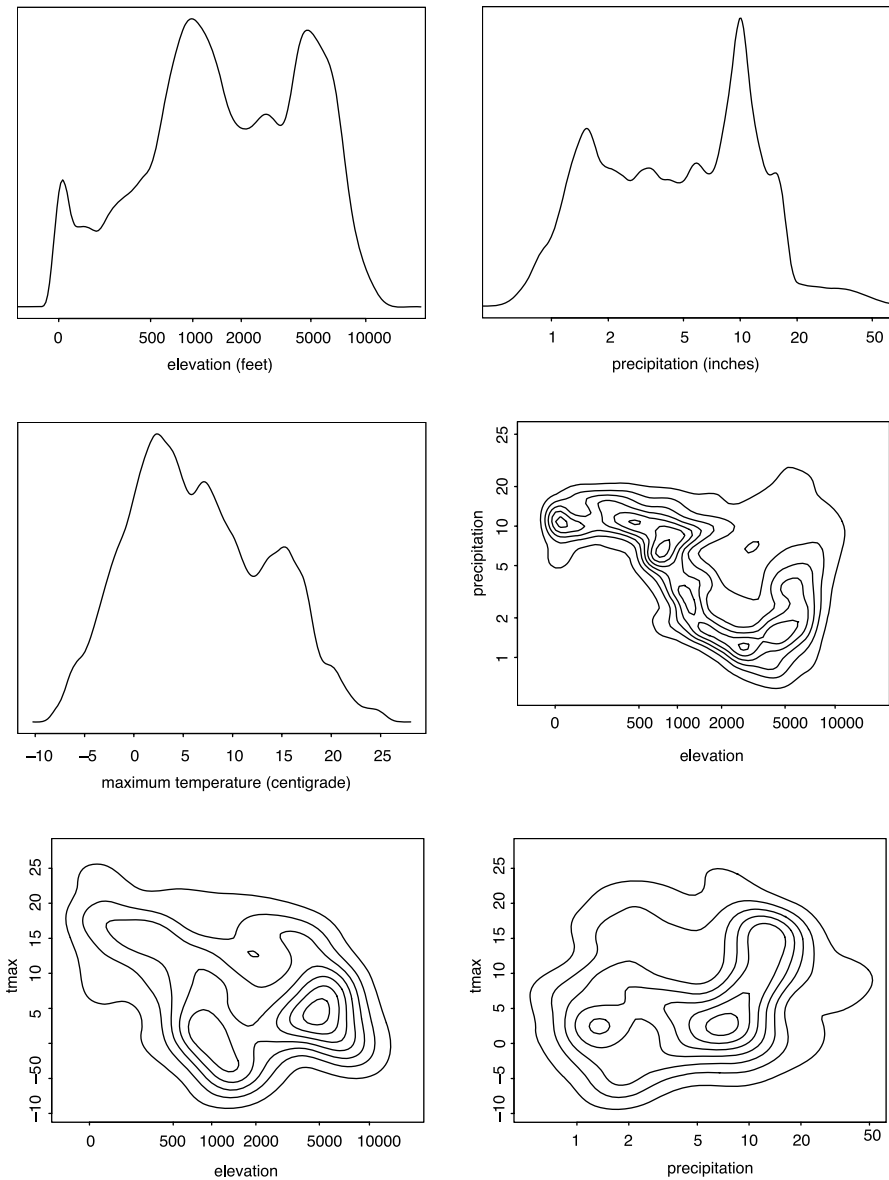 0 500 1000 2000 5000 10000
elevation (feet)
1 2 5 10 20 50
precipitation (inches)
−10 −5 0 5 10 15 20 25
maximum temperature (centigrade)
25
20
10
5
2
1
precipitation
0 500 1000 2000 5000 10000
elevation
25
20
15
10
5
0
−50
−10
tmax
0 500 1000 2000 5000 10000
elevation
25
20
15
10
5
0
−5
−10
tmax
1 2 5 10 20 50
precipitation